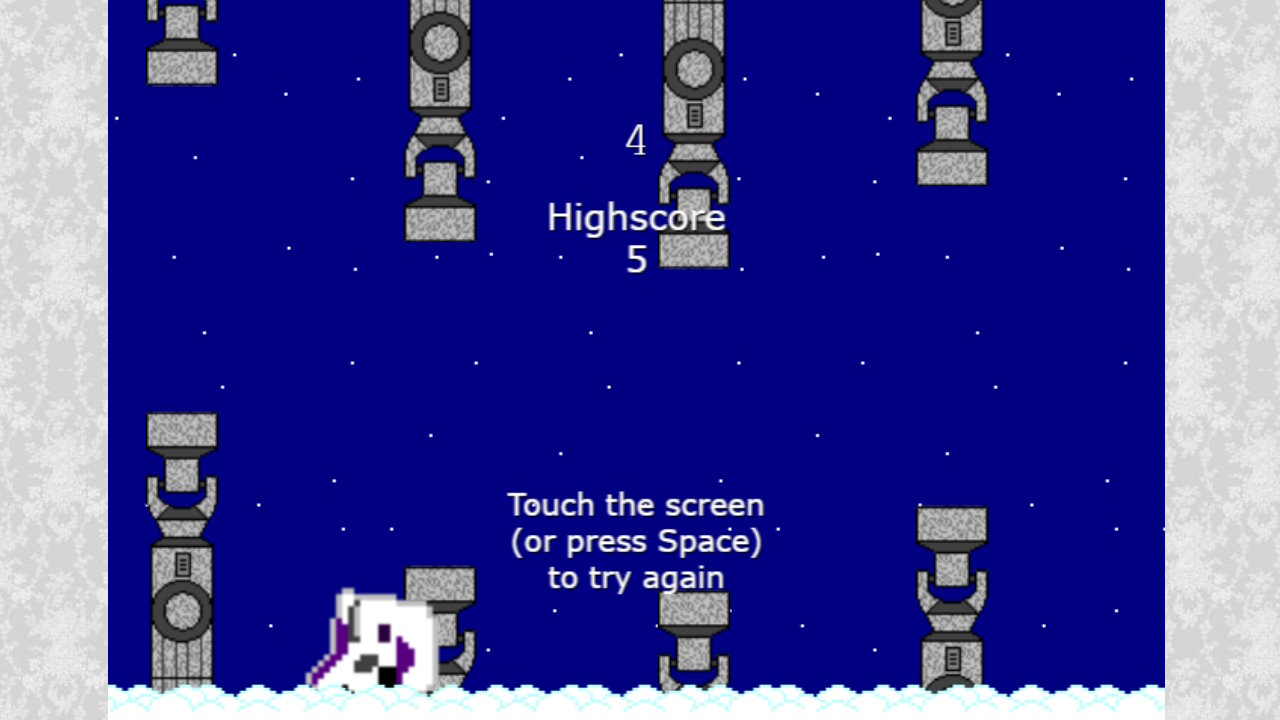 4
Highscore
5
Touch the screen
(or press Space)
to try again